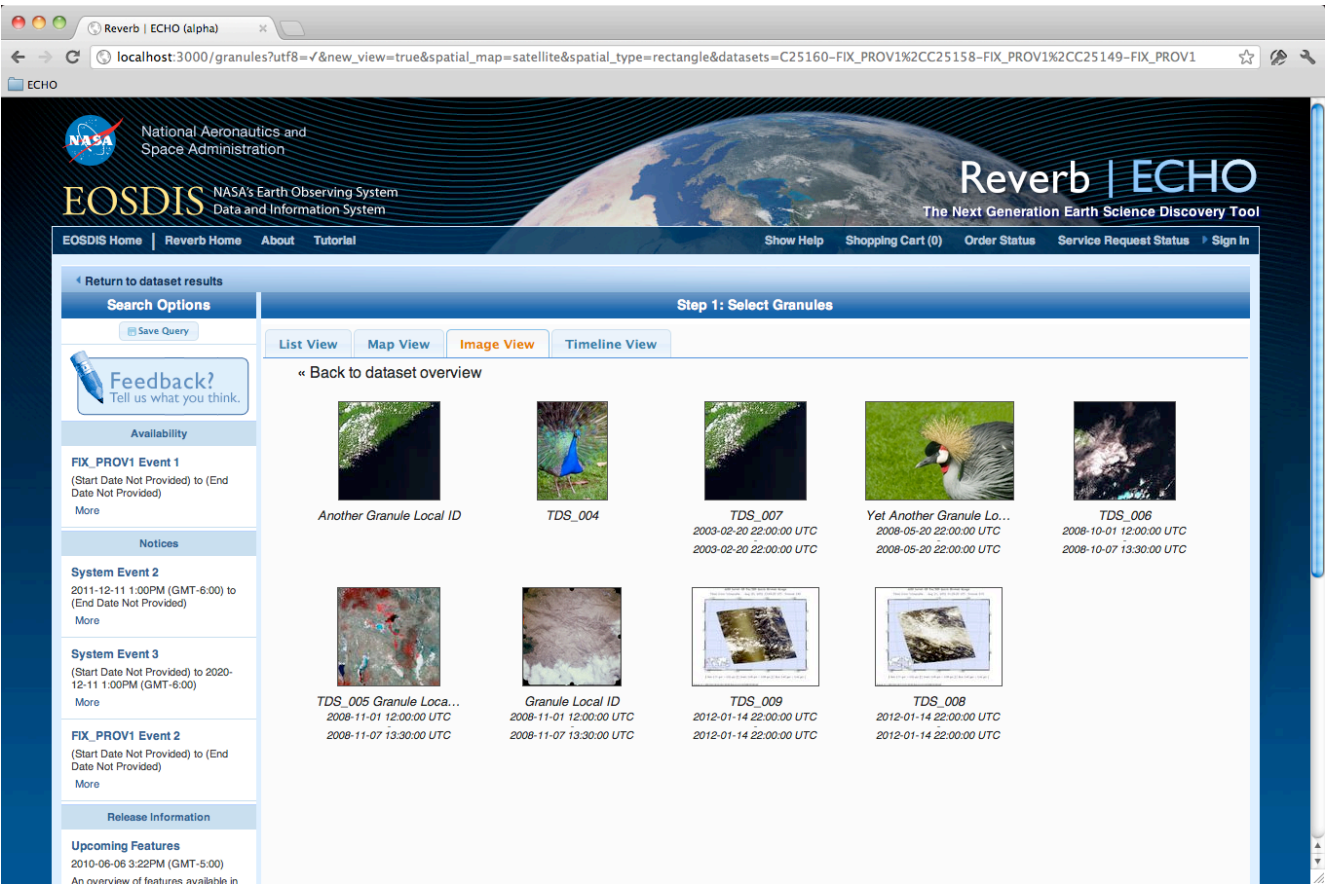 Reverb | ECHO (alpha)
localhost:3000/granules?utf8=✓&new_view=true&spatial_map=satellite&spatial_type=rectangle&datasets=C25160-FIX_PROV1%2CC25158-FIX_PROV1%2CC25149-FIX_PROV1
ECHO
NASA
National Aeronautics and
Space Administration
EOSDIS NASA's Earth Observing System
Data and Information System
Reverb | ECHO
The Next Generation Earth Science Discovery Tool
EOSDIS Home | Reverb Home About Tutorial Show Help Shopping Cart (0) Order Status Service Request Status Sign In
Return to dataset results
Search Options
Step 1: Select Granules
Save Query
Feedback?
Tell us what you think.
Availability
FIX_PROV1 Event 1
(Start Date Not Provided) to (End
Date Not Provided)
More
Notices
System Event 2
2011-12-11 1:00PM (GMT-6:00) to
(End Date Not Provided)
More
System Event 3
(Start Date Not Provided) to 2020-
12-11 1:00PM (GMT-6:00)
More
FIX_PROV1 Event 2
(Start Date Not Provided) to (End
Date Not Provided)
More
Release Information
Upcoming Features
2010-06-06 3:22PM (GMT-5:00)
An overview of features available in
List View Map View Image View Timeline View
« Back to dataset overview
Another Granule Local ID
TDS_004
TDS_007
2003-02-20 22:00:00 UTC
-
2003-02-20 22:00:00 UTC
Yet Another Granule Lo...
2008-05-20 22:00:00 UTC
-
2008-05-20 22:00:00 UTC
TDS_006
2008-10-01 12:00:00 UTC
-
2008-10-07 13:30:00 UTC
TDS_005 Granule Loca...
2008-11-01 12:00:00 UTC
-
2008-11-07 13:30:00 UTC
Granule Local ID
2008-11-01 12:00:00 UTC
-
2008-11-07 13:30:00 UTC
TDS_009
2012-01-14 22:00:00 UTC
-
2012-01-14 22:00:00 UTC
TDS_008
2012-01-14 22:00:00 UTC
-
2012-01-14 22:00:00 UTC